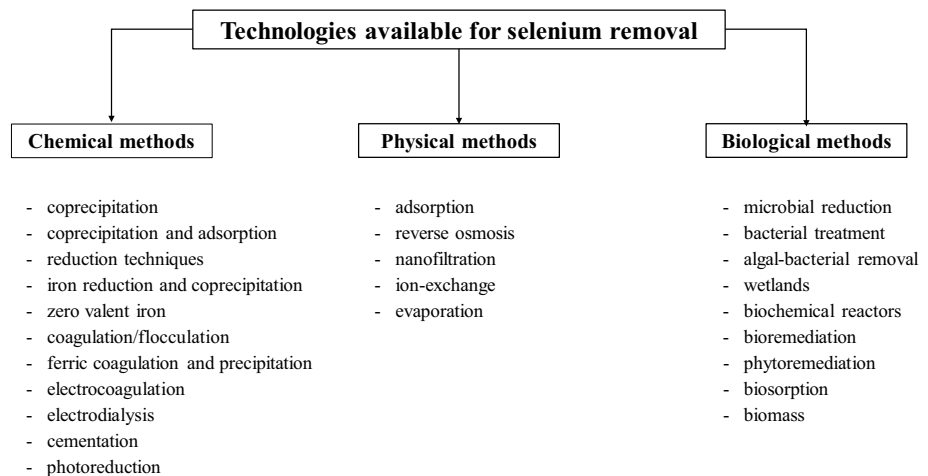 Technologies available for selenium removal
Chemical methods
- coprecipitation
- coprecipitation and adsorption
- reduction techniques
- iron reduction and coprecipitation
- zero valent iron
- coagulation/flocculation
- ferric coagulation and precipitation
- electrocoagulation
- electrodialysis
- cementation
- photoreduction
Physical methods
- adsorption
- reverse osmosis
- nanofiltration
- ion-exchange
- evaporation
Biological methods
- microbial reduction
- bacterial treatment
- algal-bacterial removal
- wetlands
- biochemical reactors
- bioremediation
- phytoremediation
- biosorption
- biomass